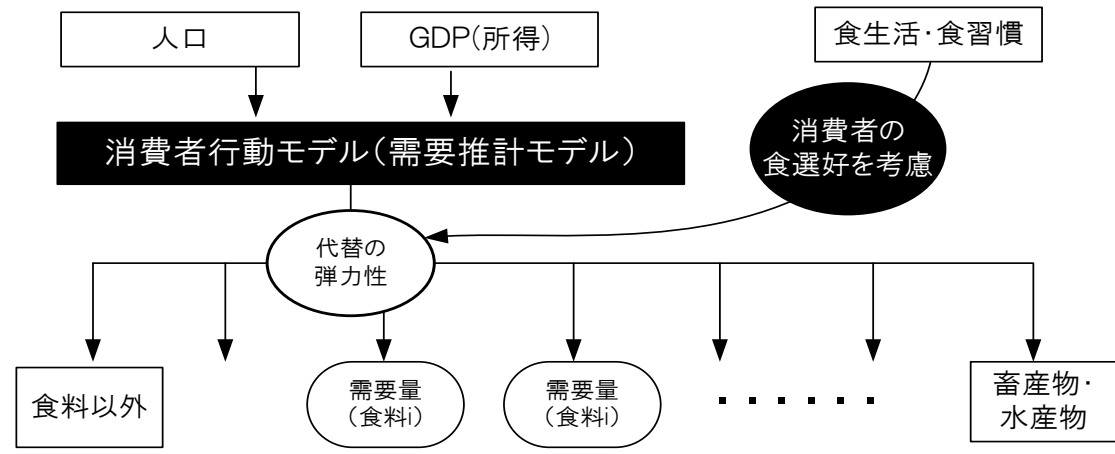 人口
GDP(所得)
食生活・食習慣
消費者行動モデル(需要推計モデル)
消費者の
食選好を考慮
代替の
弾力性
食料以外
需要量
(食料i)
需要量
(食料i)
・・・・・・
畜産物・
水産物